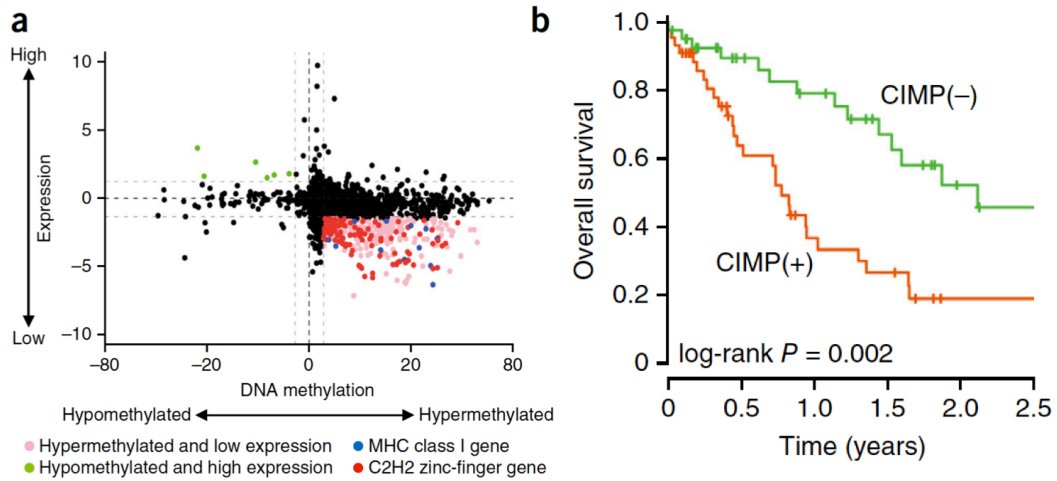 a
High
Expression
Low
10
5
0
−5
−10
−80
−20
0
20
80
DNA methylation
Hypomethylated
Hypermethylated
Hypermethylated and low expression
MHC class I gene
Hypomethylated and high expression
C2H2 zinc-finger gene
b
Overall survival
1.0
0.8
0.6
0.4
0.2
0
CIMP(–)
CIMP(+)
log-rank P = 0.002
0
0.5
1.0
1.5
2.0
2.5
Time (years)